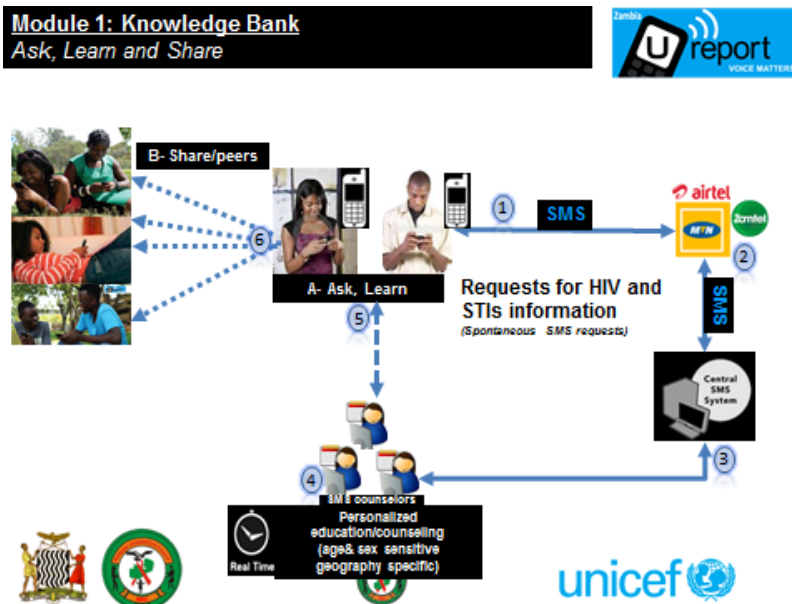 Module 1: Knowledge Bank
Ask, Learn and Share
Zambia
U report
VOICE MATTERS
B- Share/peers
1
SMS
airtel
MTN
Zamtel
2
6
A- Ask, Learn
Requests for HIV and
STIs information
(Spontaneous SMS requests)
SMS
5
Central
SMS
System
3
4
SMS counselors
Personalized
education/counseling
(age& sex sensitive
geography specific)
Real Time
unicef